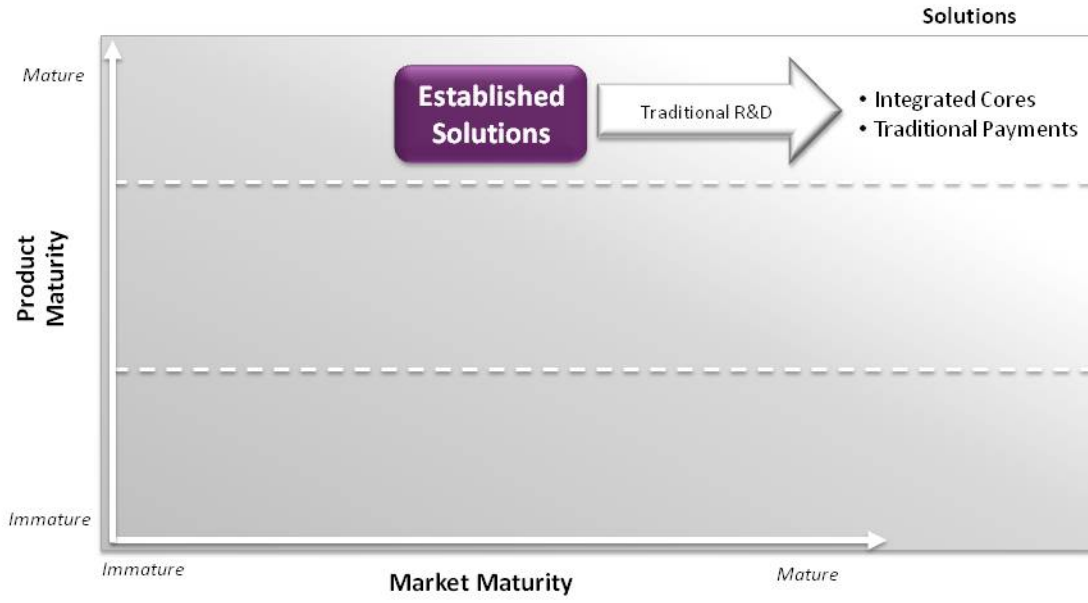 Solutions
Mature
Established
Solutions
Traditional R&D
• Integrated Cores
• Traditional Payments
Product
Maturity
Immature
Immature
Market Maturity
Mature